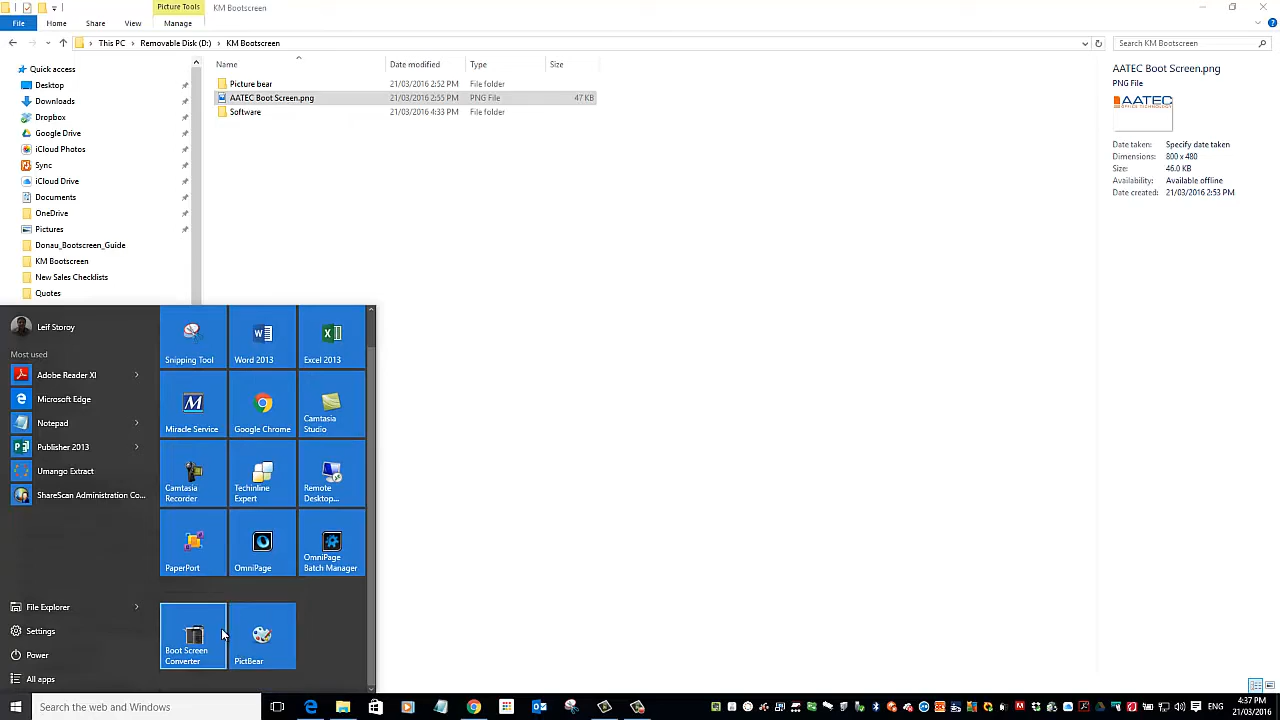 Picture Tools
KM Bootscreen
File
Home
Share
View
Manage
This PC
Removable Disk (D:)
KM Bootscreen
Search KM Bootscreen
Quick access
Desktop
Downloads
Dropbox
Google Drive
iCloud Photos
Sync
iCloud Drive
Documents
OneDrive
Pictures
Donau_Bootscreen_Guide
KM Bootscreen
New Sales Checklists
Quotes
Name
Date modified
Type
Size
Picture bear
21/03/2016 2:52 PM
File folder
AATEC Boot Screen.png
21/03/2016 2:55 PM
PNG File
47 KB
Software
21/03/2016 4:33 PM
File folder
AATEC Boot Screen.png
PNG File
AATEC
OFFICE TECHNOLOGY
Date taken: Specify date taken
Dimensions: 800 x 480
Size: 46.0 KB
Availability: Available offline
Date created: 21/03/2016 2:53 PM
Leif Storoy
Most used
Adobe Reader XI
Microsoft Edge
Notepad
Publisher 2013
Umango Extract
ShareScan Administration Co...
File Explorer
Settings
Power
All apps
Snipping Tool
Word 2013
Excel 2013
Miracle Service
Google Chrome
Camtasia
Studio
Camtasia
Recorder
Techinline
Expert
Remote
Desktop...
PaperPort
OmniPage
OmniPage
Batch Manager
Boot Screen
Converter
PictBear
Search the web and Windows
ENG
4:37 PM
21/03/2016